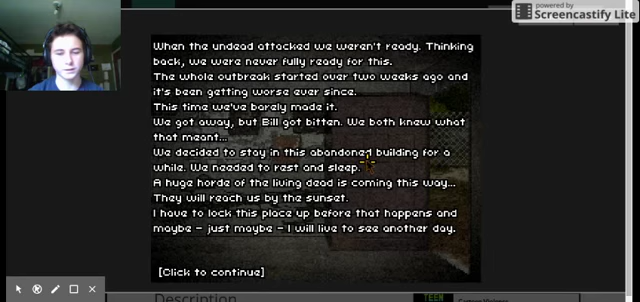 powered by
Screencastify Lite
When the undead attacked we weren't ready. Thinking
back, we were never fully ready for this.
The whole outbreak started over two weeks ago and
it's been getting worse ever since.
This time we've barely made it.
We got away, but Bill got bitten. We both knew what
that meant...
We decided to stay in this abandoned building for a
while. We needed to rest and sleep.
A huge horde of the living dead is coming this way...
They will reach us by the sunset.
I have to lock this place up before that happens and
maybe - just maybe - I will live to see another day.
[Click to continue]
Description
TEEN